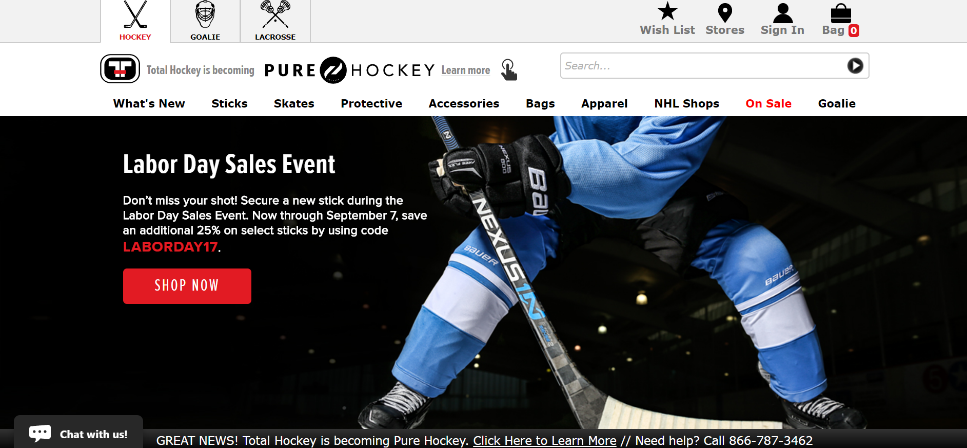 HOCKEY
GOALIE
LACROSSE
Wish List
Stores
Sign In
Bag 0
Total Hockey is becoming PURE HOCKEY Learn more
Search...
What's New
Sticks
Skates
Protective
Accessories
Bags
Apparel
NHL Shops
On Sale
Goalie
Labor Day Sales Event
Don't miss your shot! Secure a new stick during the
Labor Day Sales Event. Now through September 7, save
an additional 25% on select sticks by using code
LABORDAY17.
SHOP NOW
NEXUS
800
Bau
NEXUS 1N
BAUER
BAUER
Chat with us!
GREAT NEWS! Total Hockey is becoming Pure Hockey. Click Here to Learn More // Need help? Call 866-787-3462